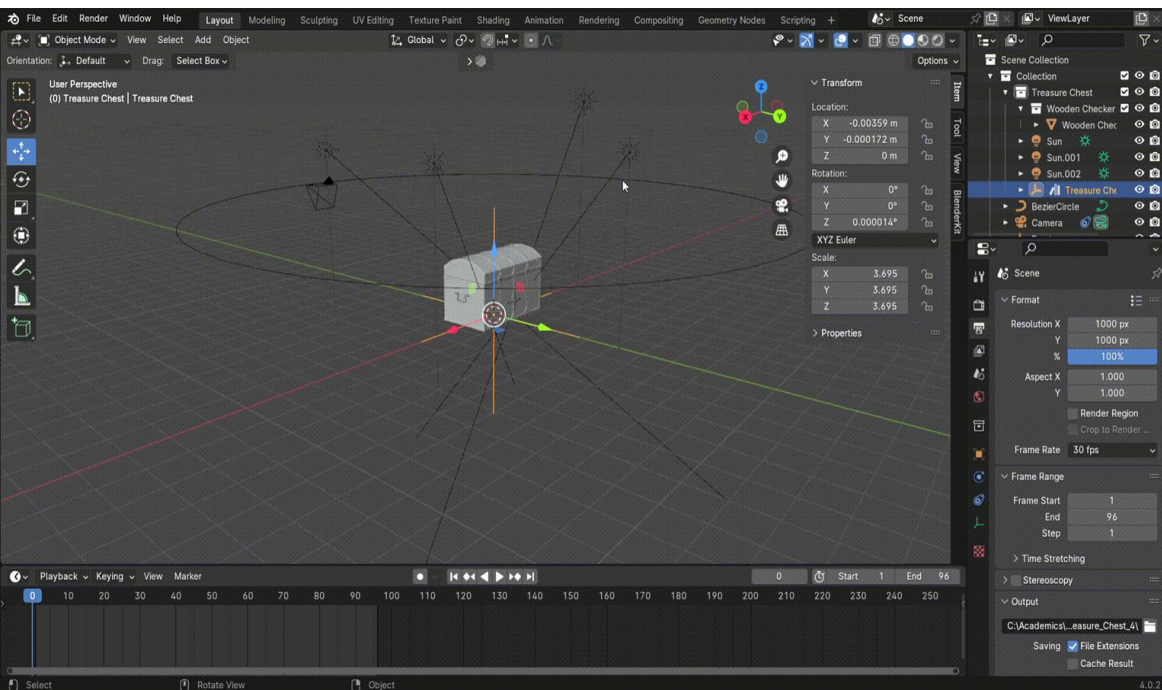 File Edit Render Window Help Layout Modeling Sculpting UV Editing Texture Paint Shading Animation Rendering Compositing Geometry Nodes Scripting + Scene ViewLayer
Object Mode View Select Add Object Global
Orientation: Default Drag: Select Box Options
User Perspective
(0) Treasure Chest | Treasure Chest
Z
X
Y
Transform
Location:
X -0.00359 m
Y -0.000172 m
Z 0 m
Rotation:
X 0°
Y 0°
Z 0.000014°
XYZ Euler
Scale:
X 3.695
Y 3.695
Z 3.695
Properties
Item
Tool
View
BlenderKit
Scene Collection
Collection
Treasure Chest
Wooden Checker
Wooden Chec
Sun
Sun.001
Sun.002
Treasure Che
BezierCircle
Camera
Scene
Format
Resolution X 1000 px
Y 1000 px
% 100%
Aspect X 1.000
Y 1.000
Render Region
Crop to Render ...
Frame Rate 30 fps
Frame Range
Frame Start 1
End 96
Step 1
Time Stretching
Stereoscopy
Output
C:\Academics\...easure_Chest_4\
Saving File Extensions
Cache Result
Playback Keying View Marker 0 Start 1 End 96
0 10 20 30 40 50 60 70 80 90 100 110 120 130 140 150 160 170 180 190 200 210 220 230 240 250
Select Rotate View Object 4.0.2